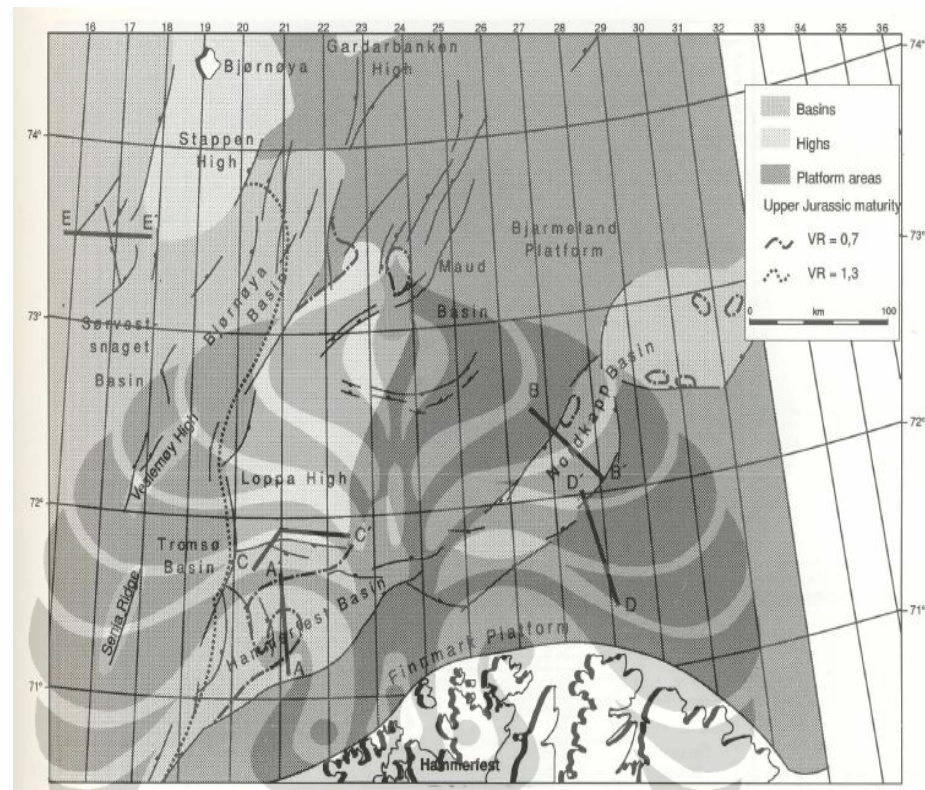 16 17 18 19 20 21 22 23 24 25 26 27 28 29 30 31 32 33 34 35 36
74°
Bjørnøya
Gardarbanken
High
Basins
Highs
Platform areas
Upper Jurassic maturity
VR = 0,7
VR = 1,3
0 km 100
74°
Stappen
High
E E´
Bjarmeland
Platform
73°
Maud
Basin
Bjørnøya
Basin
73°
Sørvest-
snaget
Basin
B
Nordkapp Basin
72°
Veslemøy High
Loppa High
B´
D´
72°
C´
Tromsø
Basin
C
A´
Senja Ridge
Hammerfest Basin
D
71°
A
Finnmark Platform
71°
Hammerfest